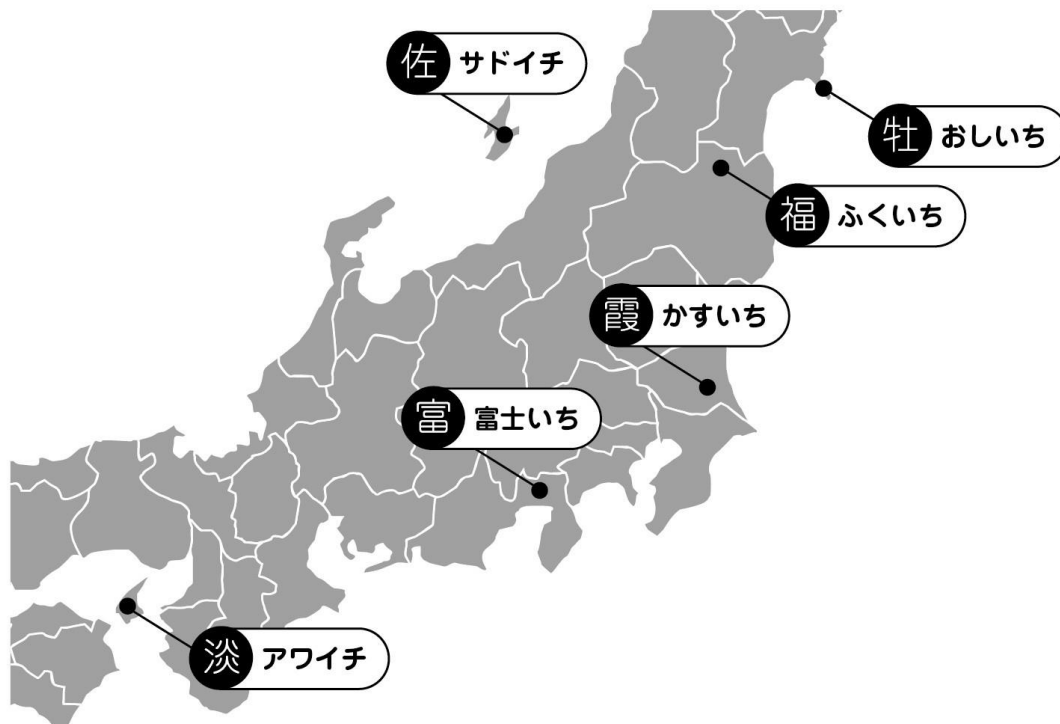 佐 サドイチ
牡 おしいち
福 ふくいち
霞 かすいち
富 富士いち
淡 アワイチ